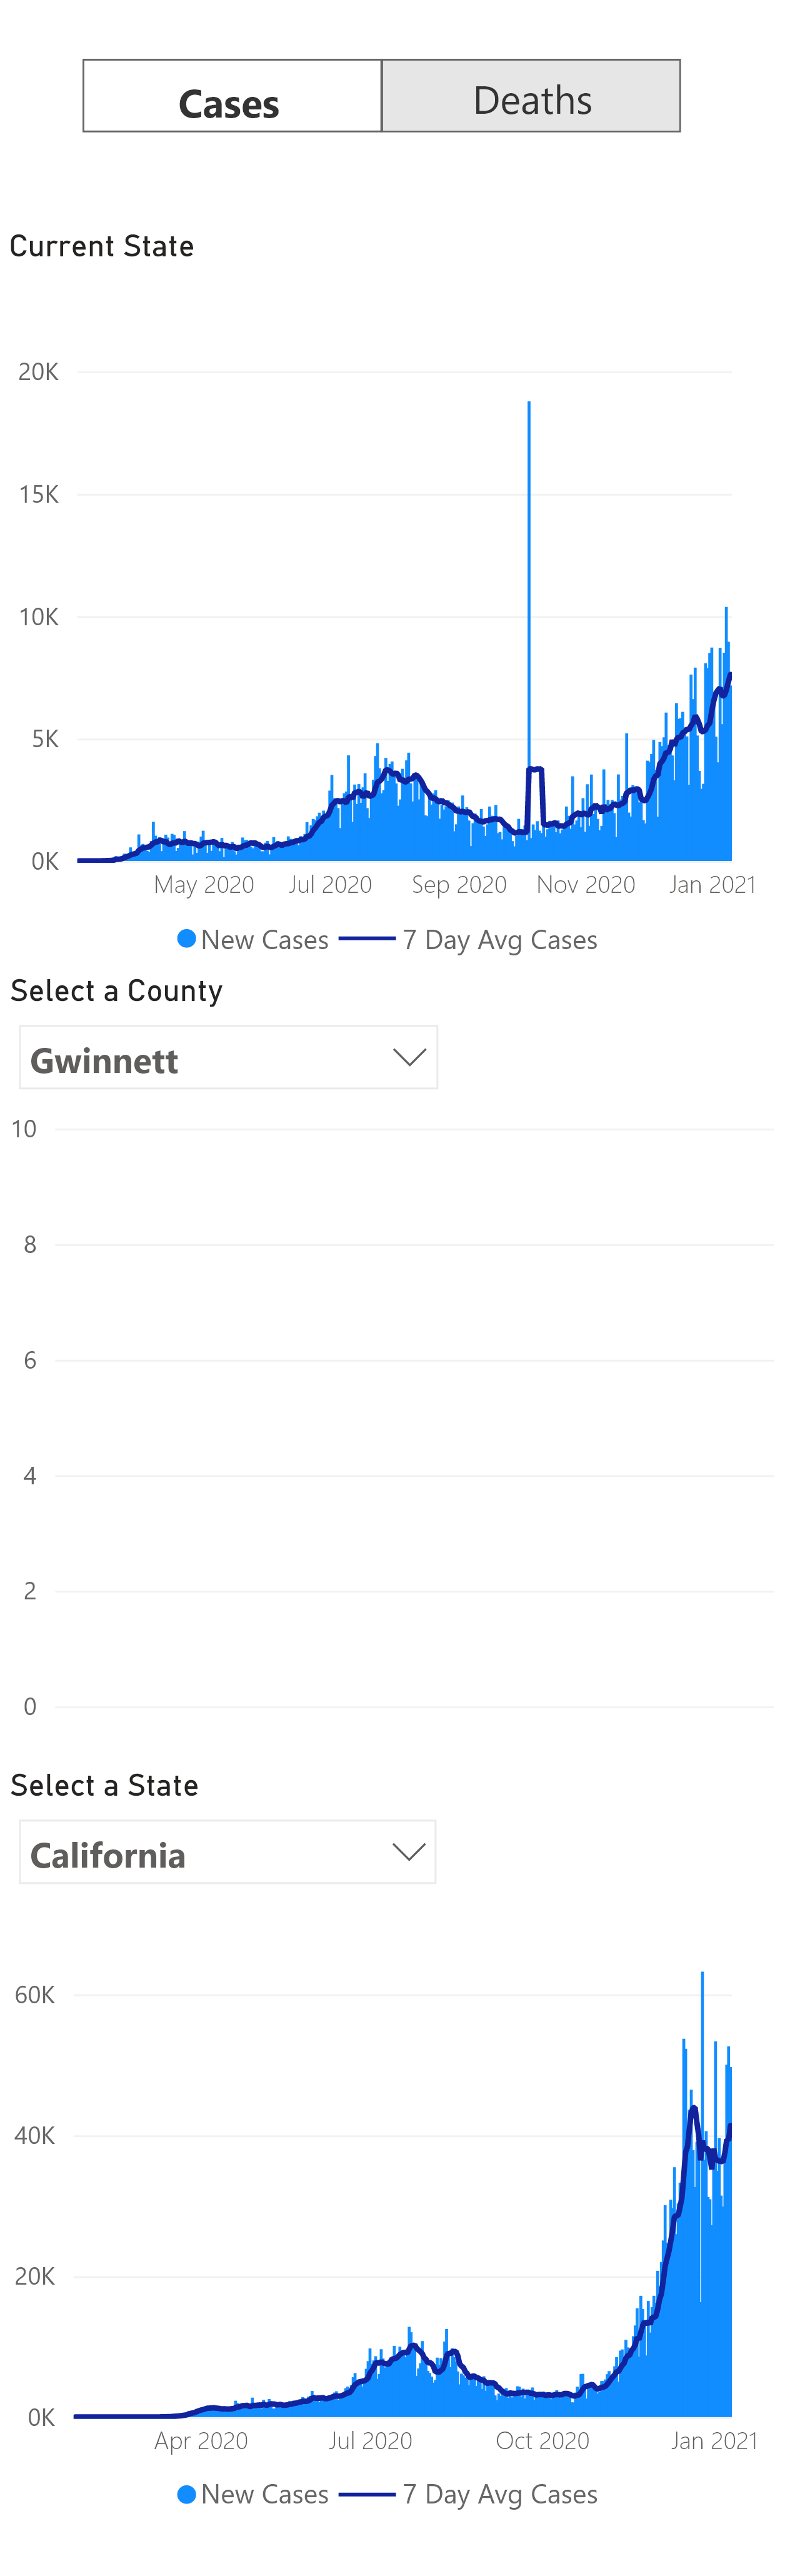 Cases Deaths
Current State
20K
15K
10K
5K
0K
May 2020 Jul 2020 Sep 2020 Nov 2020 Jan 2021
New Cases 7 Day Avg Cases
Select a County
Gwinnett
10
8
6
4
2
0
Select a State
California
60K
40K
20K
0K
Apr 2020 Jul 2020 Oct 2020 Jan 2021
New Cases 7 Day Avg Cases